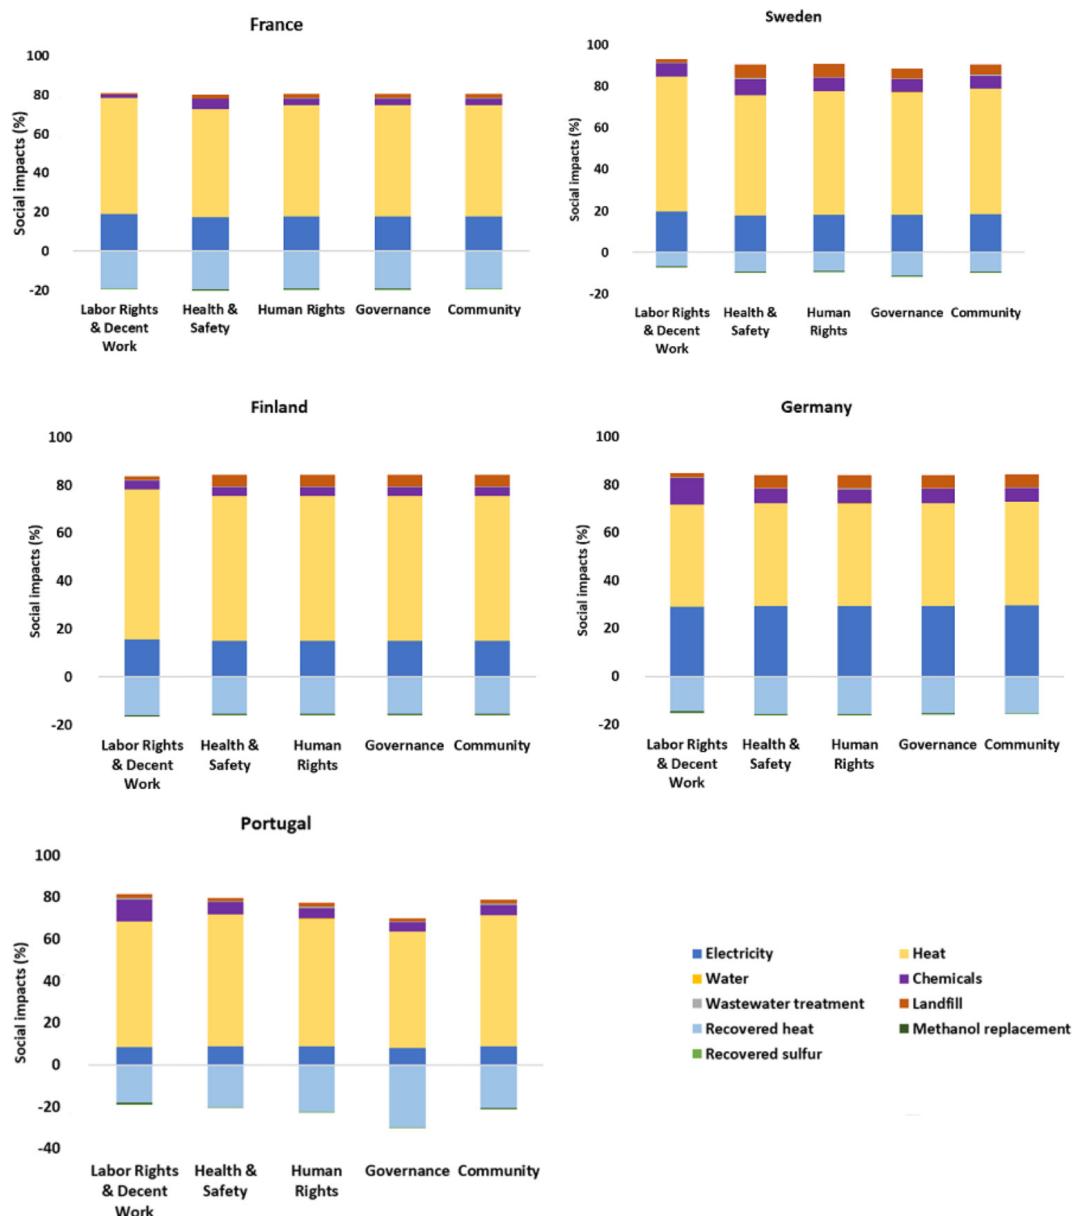 France
Social impacts (%)
100
80
60
40
20
0
-20
Labor Rights
& Decent
Work
Health &
Safety
Human Rights
Governance
Community
Sweden
Social impacts (%)
100
80
60
40
20
0
-20
Labor Rights
& Decent
Work
Health &
Safety
Human
Rights
Governance
Community
Finland
Social impacts (%)
100
80
60
40
20
0
-20
Labor Rights
& Decent
Work
Health &
Safety
Human
Rights
Governance
Community
Germany
Social impacts (%)
100
80
60
40
20
0
-20
Labor Rights
& Decent
Work
Health &
Safety
Human
Rights
Governance
Community
Portugal
Social impacts (%)
100
80
60
40
20
0
-20
-40
Labor Rights
& Decent
Work
Health &
Safety
Human
Rights
Governance
Community
Electricity
Heat
Water
Chemicals
Wastewater treatment
Landfill
Recovered heat
Methanol replacement
Recovered sulfur